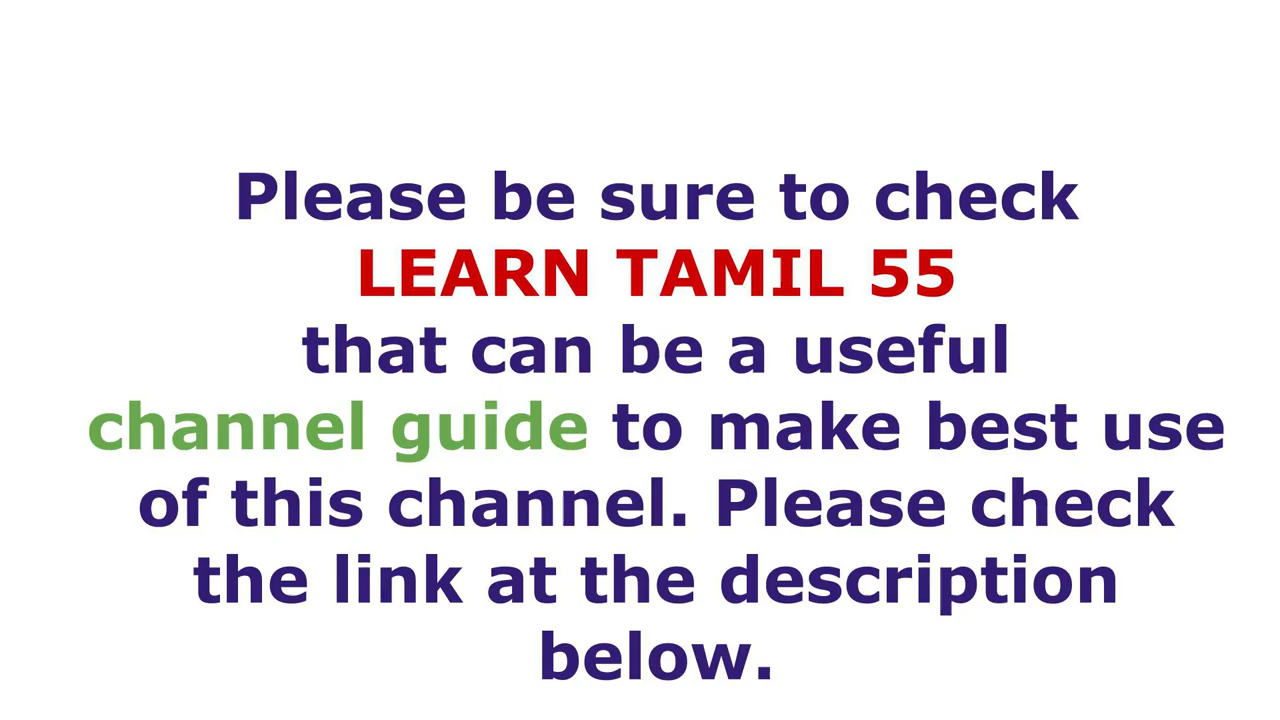 Please be sure to check
LEARN TAMIL 55
that can be a useful
channel guide to make best use
of this channel. Please check
the link at the description
below.